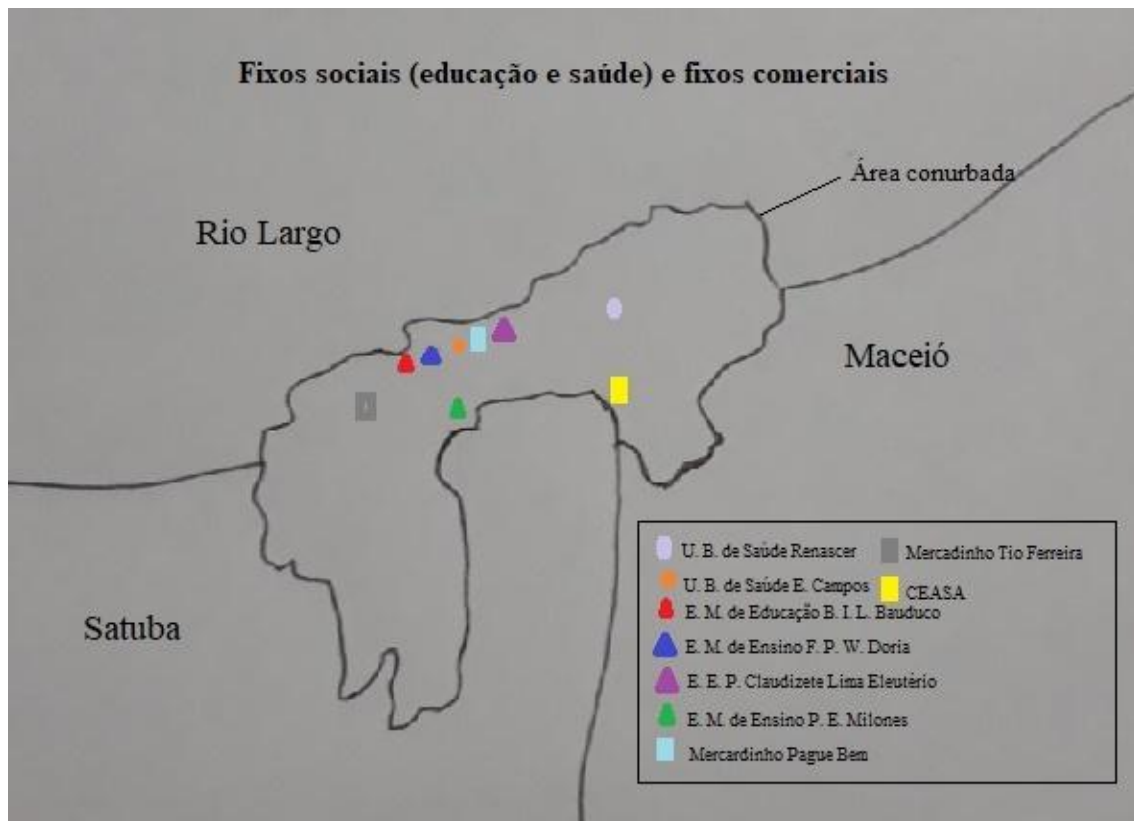 Fixos sociais (educação e saúde) e fixos comerciais
Área conurbada
Rio Largo
Maceió
Satuba
U. B. de Saúde Renascer
U. B. de Saúde E. Campos
E. M. de Educação B. I. L. Bauduco
E. M. de Ensino F. P. W. Doria
E. E. P. Claudizete Lima Eleutério
E. M. de Ensino P. E. Milones
Mercardinho Pague Bem
Mercadinho Tio Ferreira
CEASA